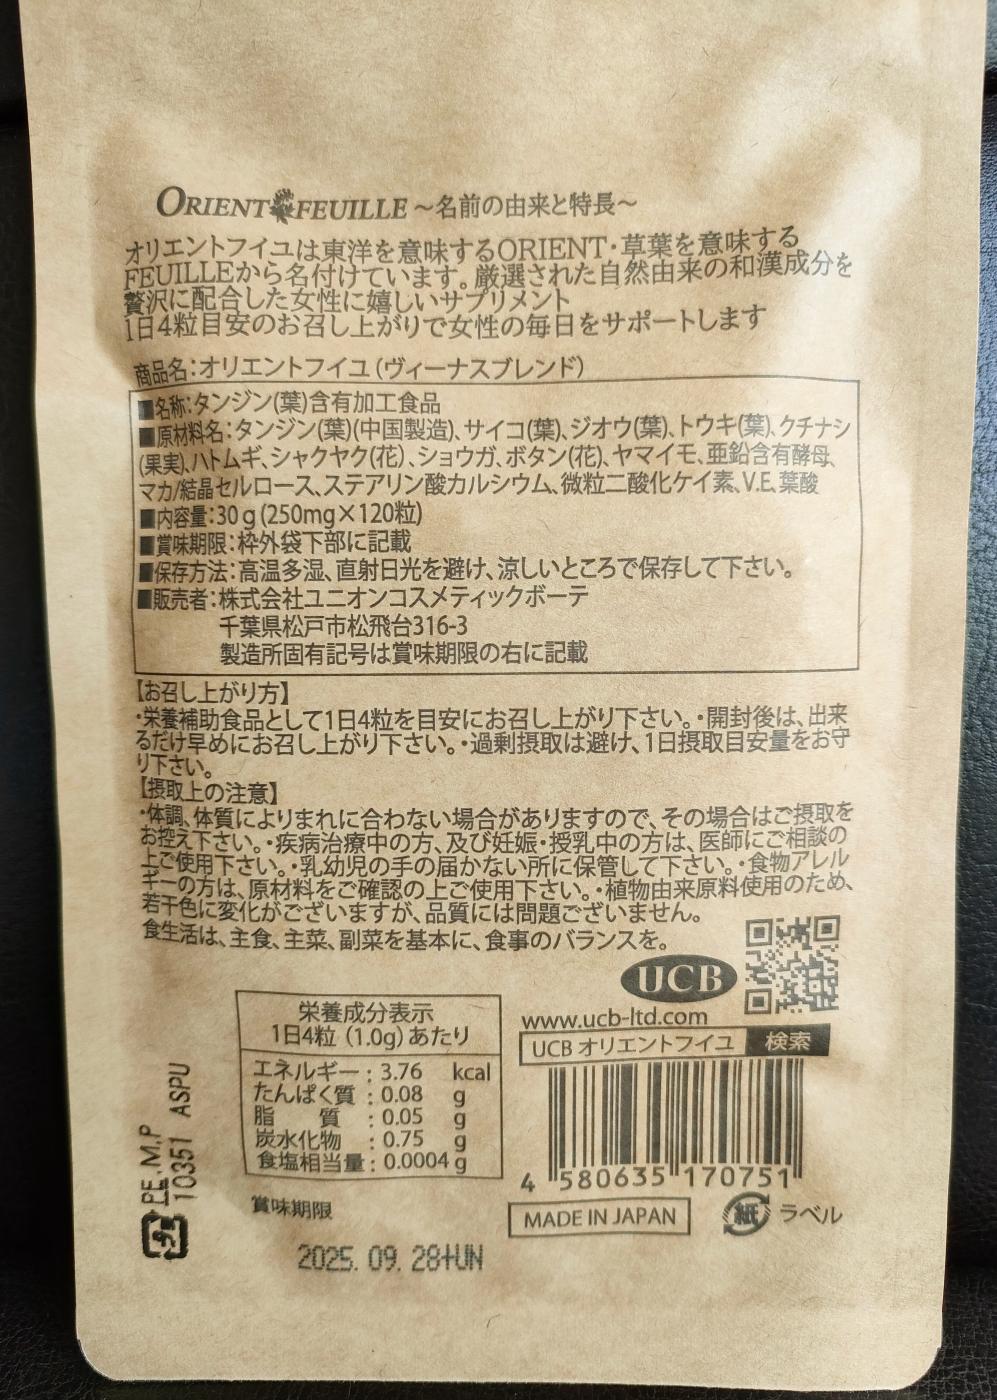 ORIENT FEUILLE ～名前の由来と特長～
オリエントフイユは東洋を意味するORIENT・草葉を意味する
FEUILLEから名付けています。厳選された自然由来の和漢成分を
贅沢に配合した女性に嬉しいサプリメント
1日4粒目安のお召し上がりで女性の毎日をサポートします
商品名：オリエントフイユ（ヴィーナスブレンド）
■名称：タンジン(葉)含有加工食品
■原材料名：タンジン(葉)(中国製造)、サイコ(葉)、ジオウ(葉)、トウキ(葉)、クチナシ
(果実)、ハトムギ、シャクヤク(花)、ショウガ、ボタン(花)、ヤマイモ、亜鉛含有酵母、
マカ/結晶セルロース、ステアリン酸カルシウム、微粒二酸化ケイ素、V.E、葉酸
■内容量：30g(250mg×120粒)
■賞味期限：枠外袋下部に記載
■保存方法：高温多湿、直射日光を避け、涼しいところで保存して下さい。
■販売者：株式会社ユニオンコスメティックボーテ
千葉県松戸市松飛台316-3
製造所固有記号は賞味期限の右に記載
【お召し上がり方】
・栄養補助食品として1日4粒を目安にお召し上がり下さい。・開封後は、出来
るだけ早めにお召し上がり下さい。・過剰摂取は避け、1日摂取目安量をお守
り下さい。
【摂取上の注意】
・体調、体質によりまれに合わない場合がありますので、その場合はご摂取を
お控え下さい。・疾病治療中の方、及び妊娠・授乳中の方は、医師にご相談の
上ご使用下さい。・乳幼児の手の届かない所に保管して下さい。・食物アレル
ギーの方は、原材料をご確認の上ご使用下さい。・植物由来原料使用のため、
若干色に変化がございますが、品質には問題ございません。
食生活は、主食、主菜、副菜を基本に、食事のバランスを。
UCB
www.ucb-ltd.com
UCB オリエントフイユ 検索
栄養成分表示
1日4粒（1.0g）あたり
エネルギー：3.76 kcal
たんぱく質：0.08 g
脂 質：0.05 g
炭水化物：0.75 g
食塩相当量：0.0004 g
4 580635 170751
MADE IN JAPAN
紙 ラベル
プラ PE,M,P
10351 ASPU
賞味期限
2025. 09. 28+UN